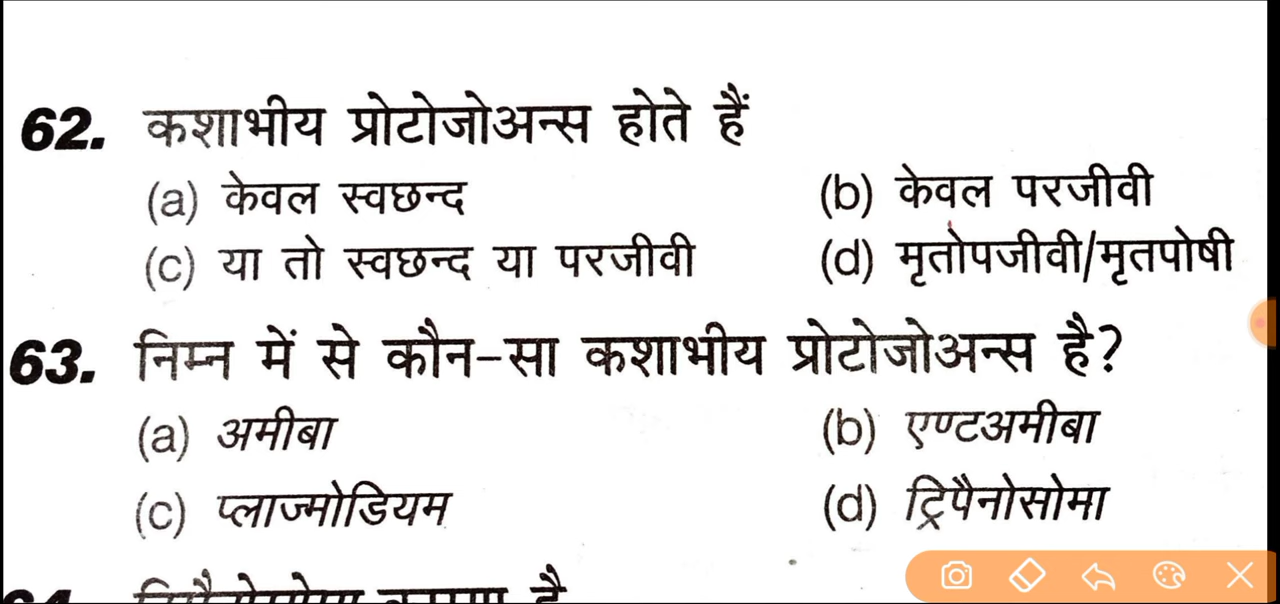 62. कशाभीय प्रोटोजोअन्स होते हैं
(a) केवल स्वछन्द (b) केवल परजीवी
(c) या तो स्वछन्द या परजीवी (d) मृतोपजीवी/मृतपोषी
63. निम्न में से कौन-सा कशाभीय प्रोटोजोअन्स है?
(a) अमीबा (b) एण्टअमीबा
(c) प्लाज्मोडियम (d) ट्रिपैनोसोमा